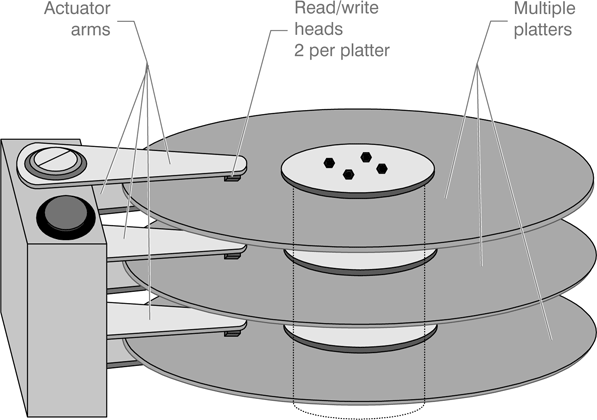 Actuator
arms
Read/write
heads
2 per platter
Multiple
platters